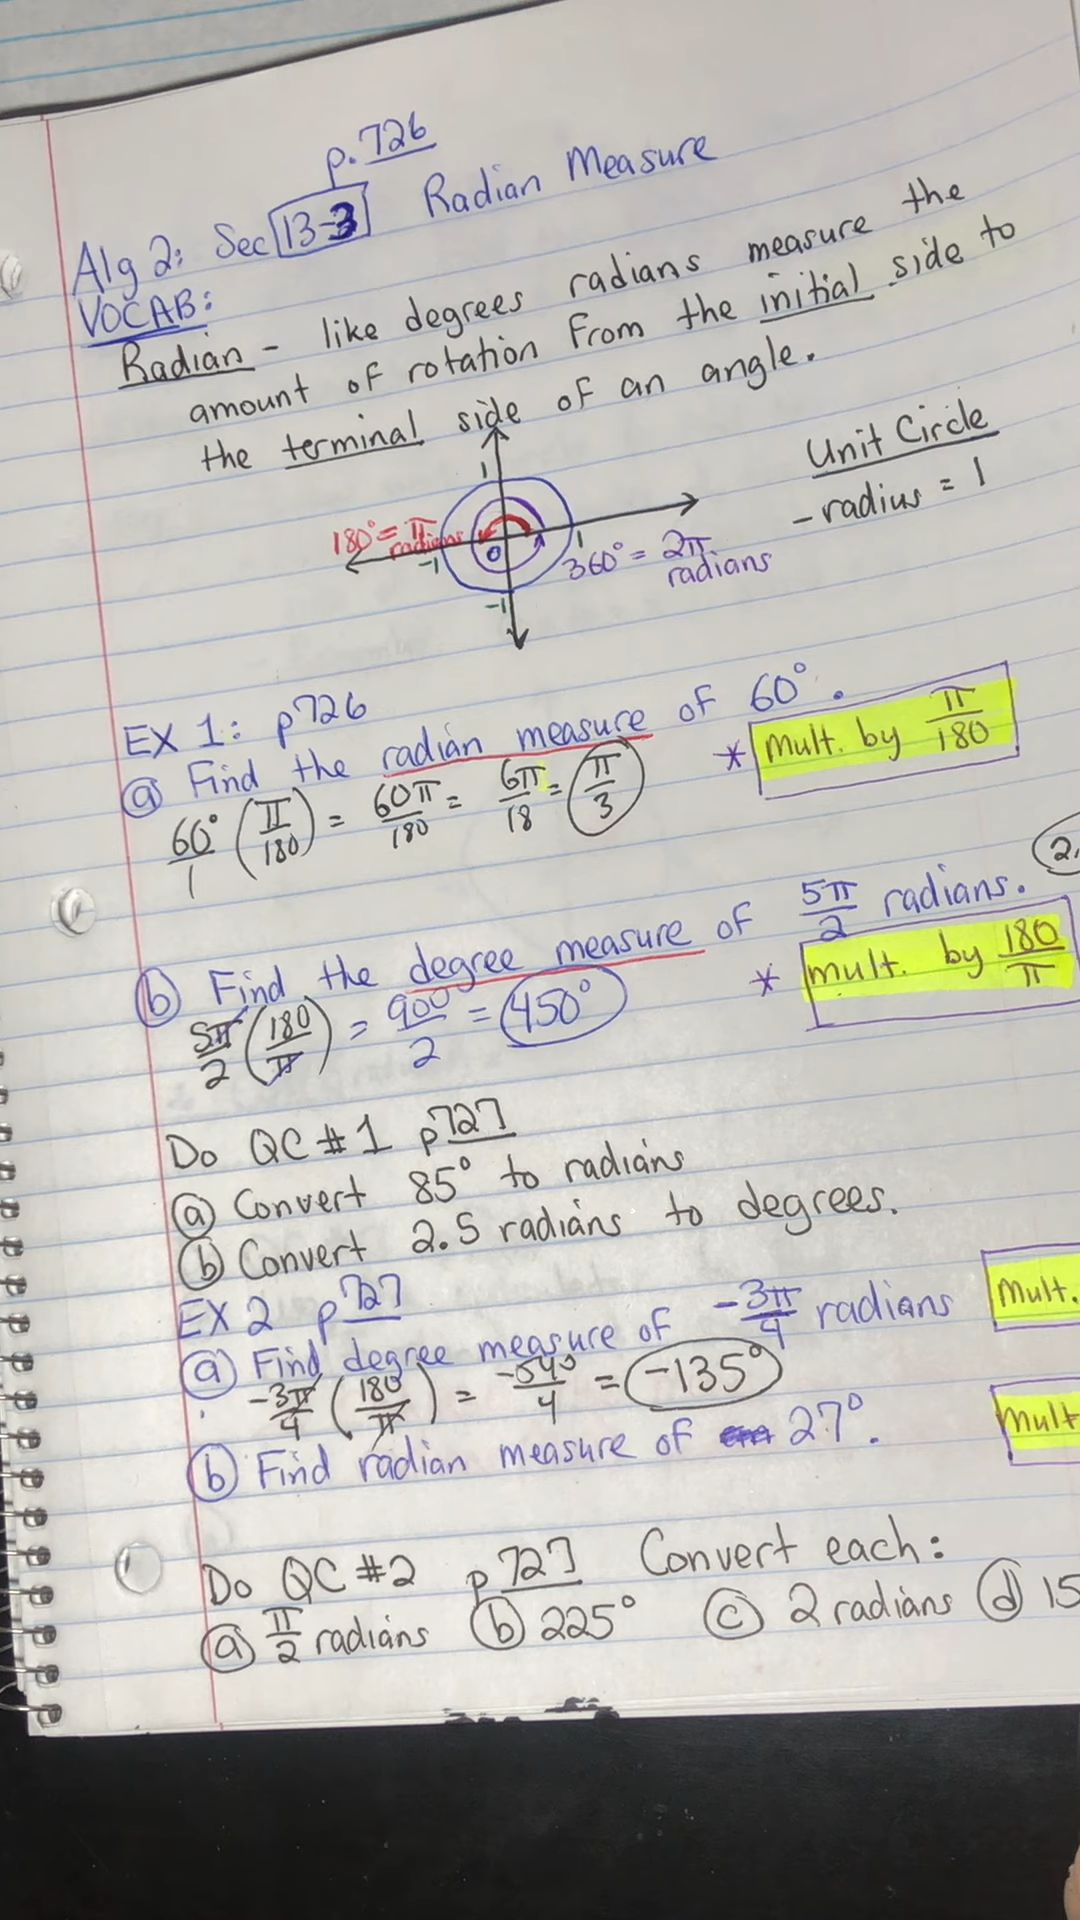 p. 726
Alg 2: Sec 13-3 Radian Measure
VOCAB:
Radian - like degrees radians measure the
amount of rotation from the initial side to
the terminal side of an angle.
Unit Circle
- radius = 1
1
180° = π
radians
-1
0
1
360° = 2π
radians
-1
EX 1: p726
ⓐ Find the radian measure of 60°.
* mult. by π/180
60°/1 (π/180) = 60π/180 = 6π/18 = π/3
2.
ⓑ Find the degree measure of 5π/2 radians.
* mult. by 180/π
5π/2 (180/π) = 900/2 = 450°
Do QC #1 p727
ⓐ Convert 85° to radians
ⓑ Convert 2.5 radians to degrees.
EX 2 p727
ⓐ Find degree measure of -3π/4 radians
mult.
-3π/4 (180/π) = -540/4 = -135°
ⓑ Find radian measure of 27°.
mult
Do QC #2 p727 Convert each:
ⓐ π/2 radians ⓑ 225° ⓒ 2 radians ⓓ 15